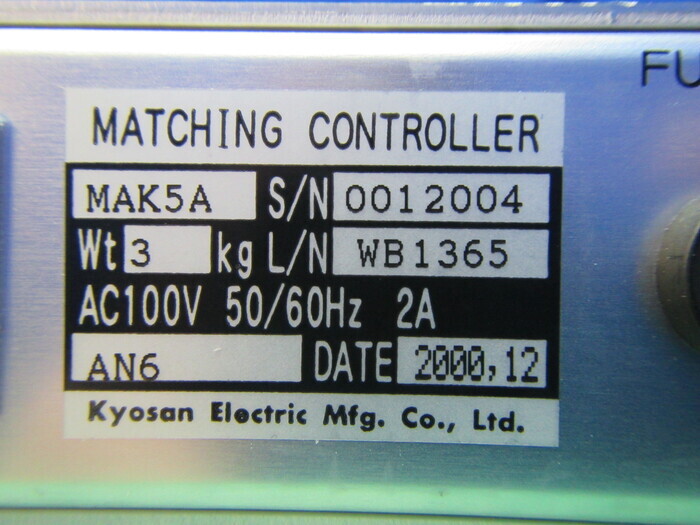 FU
MATCHING CONTROLLER
MAK5A S/N 0012004
Wt 3 kg L/N WB1365
AC100V 50/60Hz 2A
AN6 DATE 2000,12
Kyosan Electric Mfg. Co., Ltd.